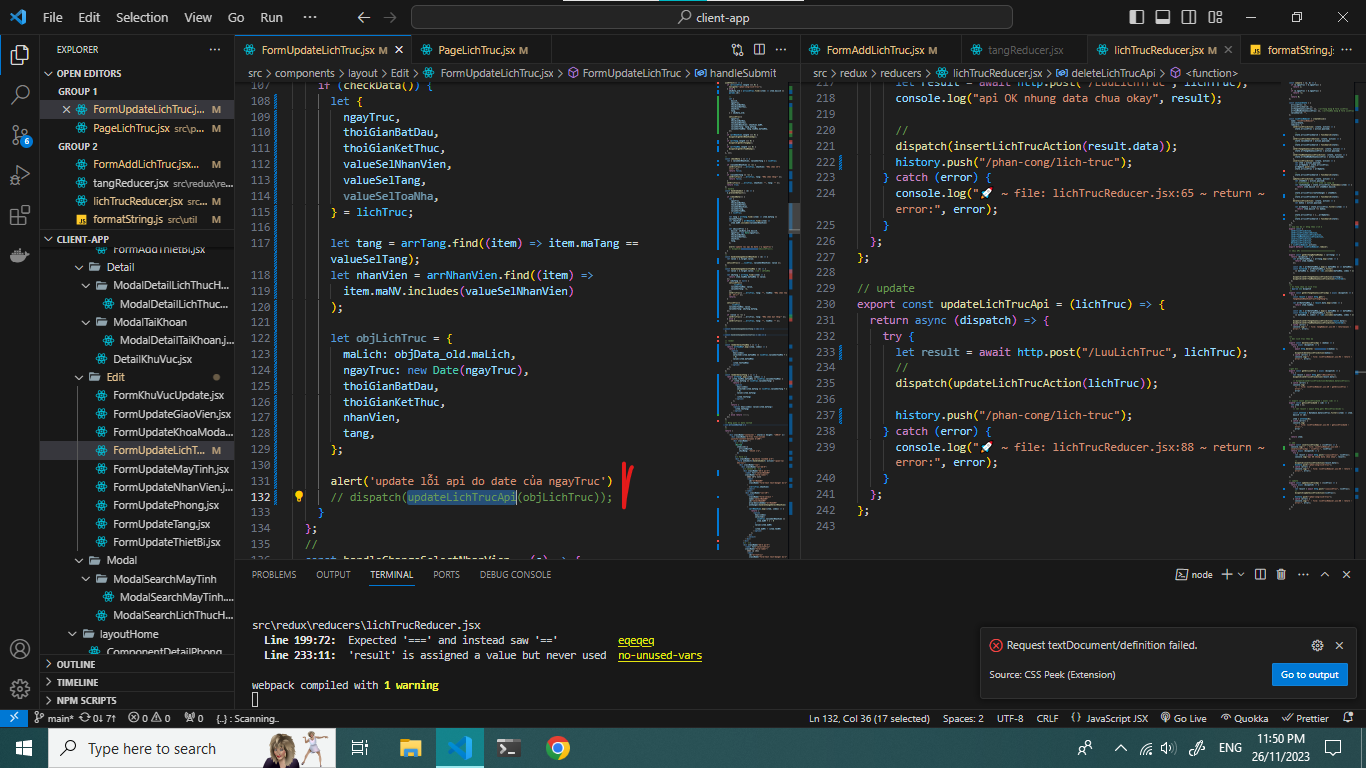 File Edit Selection View Go Run ··· client-app
EXPLORER
OPEN EDITORS
GROUP 1
FormUpdateLichTruc.j... M
PageLichTruc.jsx src\p... M
GROUP 2
FormAddLichTruc.jsx... M
tangReducer.jsx src\redux\re...
lichTrucReducer.jsx src... M
formatString.js src\util
CLIENT-APP
FormAddThietBi.jsx
Detail
ModalDetailLichThucH...
ModalDetailLichThuc...
ModalTaiKhoan
ModalDetailTaiKhoan.j...
DetailKhuVuc.jsx
Edit
FormKhuVucUpdate.jsx
FormUpdateGiaoVien.jsx
FormUpdateKhoaModa...
FormUpdateLichT... M
FormUpdateMayTinh.jsx
FormUpdateNhanVien.jsx
FormUpdatePhong.jsx
FormUpdateTang.jsx
FormUpdateThietBi.jsx
Modal
ModalSearchMayTinh
ModalSearchMayTinh....
ModalSearchLichThucH...
layoutHome
ComponentDetailPhong
OUTLINE
TIMELINE
NPM SCRIPTS
FormUpdateLichTruc.jsx M PageLichTruc.jsx M
src > components > layout > Edit > FormUpdateLichTruc.jsx > FormUpdateLichTruc > handleSubmit
107 if (checkData()) {
108 let {
109 ngayTruc,
110 thoiGianBatDau,
111 thoiGianKetThuc,
112 valueSelNhanVien,
113 valueSelTang,
114 valueSelToaNha,
115 } = lichTruc;
116
117 let tang = arrTang.find((item) => item.maTang ==
valueSelTang);
118 let nhanVien = arrNhanVien.find((item) =>
119 item.maNV.includes(valueSelNhanVien)
120 );
121
122 let objLichTruc = {
123 maLich: objData_old.maLich,
124 ngayTruc: new Date(ngayTruc),
125 thoiGianBatDau,
126 thoiGianKetThuc,
127 nhanVien,
128 tang,
129 };
130
131 alert('update lỗi api do date của ngayTruc')
132 // dispatch(updateLichTrucApi(objLichTruc));
133 }
134 };
135 //
136 const handleChangeSelectNhanVien = (e) => {
FormAddLichTruc.jsx M tangReducer.jsx lichTrucReducer.jsx M formatString.j
src > redux > reducers > lichTrucReducer.jsx > deleteLichTrucApi > <function>
217 let result = await http.post("/LuuLichTruc", lichTruc);
218 console.log("api OK nhung data chua okay", result);
219
220 //
221 dispatch(insertLichTrucAction(result.data));
222 history.push("/phan-cong/lich-truc");
223 } catch (error) {
224 console.log("🚀 ~ file: lichTrucReducer.jsx:65 ~ return ~
error:", error);
225 }
226 };
227 };
228
229 // update
230 export const updateLichTrucApi = (lichTruc) => {
231 return async (dispatch) => {
232 try {
233 let result = await http.post("/LuuLichTruc", lichTruc);
234 //
235 dispatch(updateLichTrucAction(lichTruc));
236
237 history.push("/phan-cong/lich-truc");
238 } catch (error) {
239 console.log("🚀 ~ file: lichTrucReducer.jsx:88 ~ return ~
error:", error);
240 }
241 };
242 };
243
PROBLEMS OUTPUT TERMINAL PORTS DEBUG CONSOLE node
src\redux\reducers\lichTrucReducer.jsx
Line 199:72: Expected '===' and instead saw '==' eqeqeq
Line 233:11: 'result' is assigned a value but never used no-unused-vars
webpack compiled with 1 warning
Request textDocument/definition failed.
Source: CSS Peek (Extension) Go to output
main* 0↓ 7↑ 0 0 0 {..} : Scanning.. Ln 132, Col 36 (17 selected) Spaces: 2 UTF-8 CRLF {} JavaScript JSX Go Live Quokka Prettier
Type here to search ENG 11:50 PM
26/11/2023